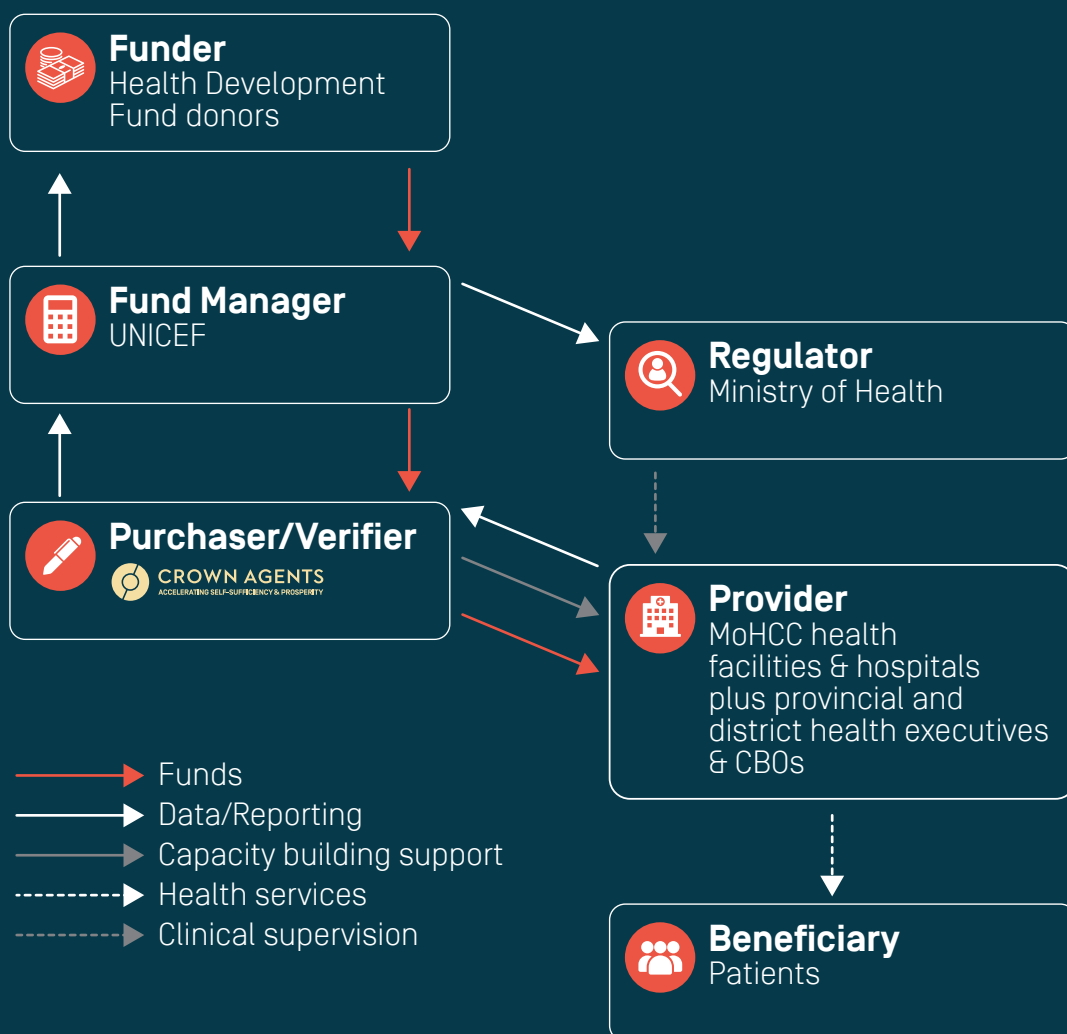 Funder
Health Development
Fund donors
Fund Manager
UNICEF
Regulator
Ministry of Health
Purchaser/Verifier
CROWN AGENTS
ACCELERATING SELF-SUFFICIENCY & PROSPERITY
Provider
MoHCC health
facilities & hospitals
plus provincial and
district health executives
& CBOs
Funds
Data/Reporting
Capacity building support
Health services
Clinical supervision
Beneficiary
Patients